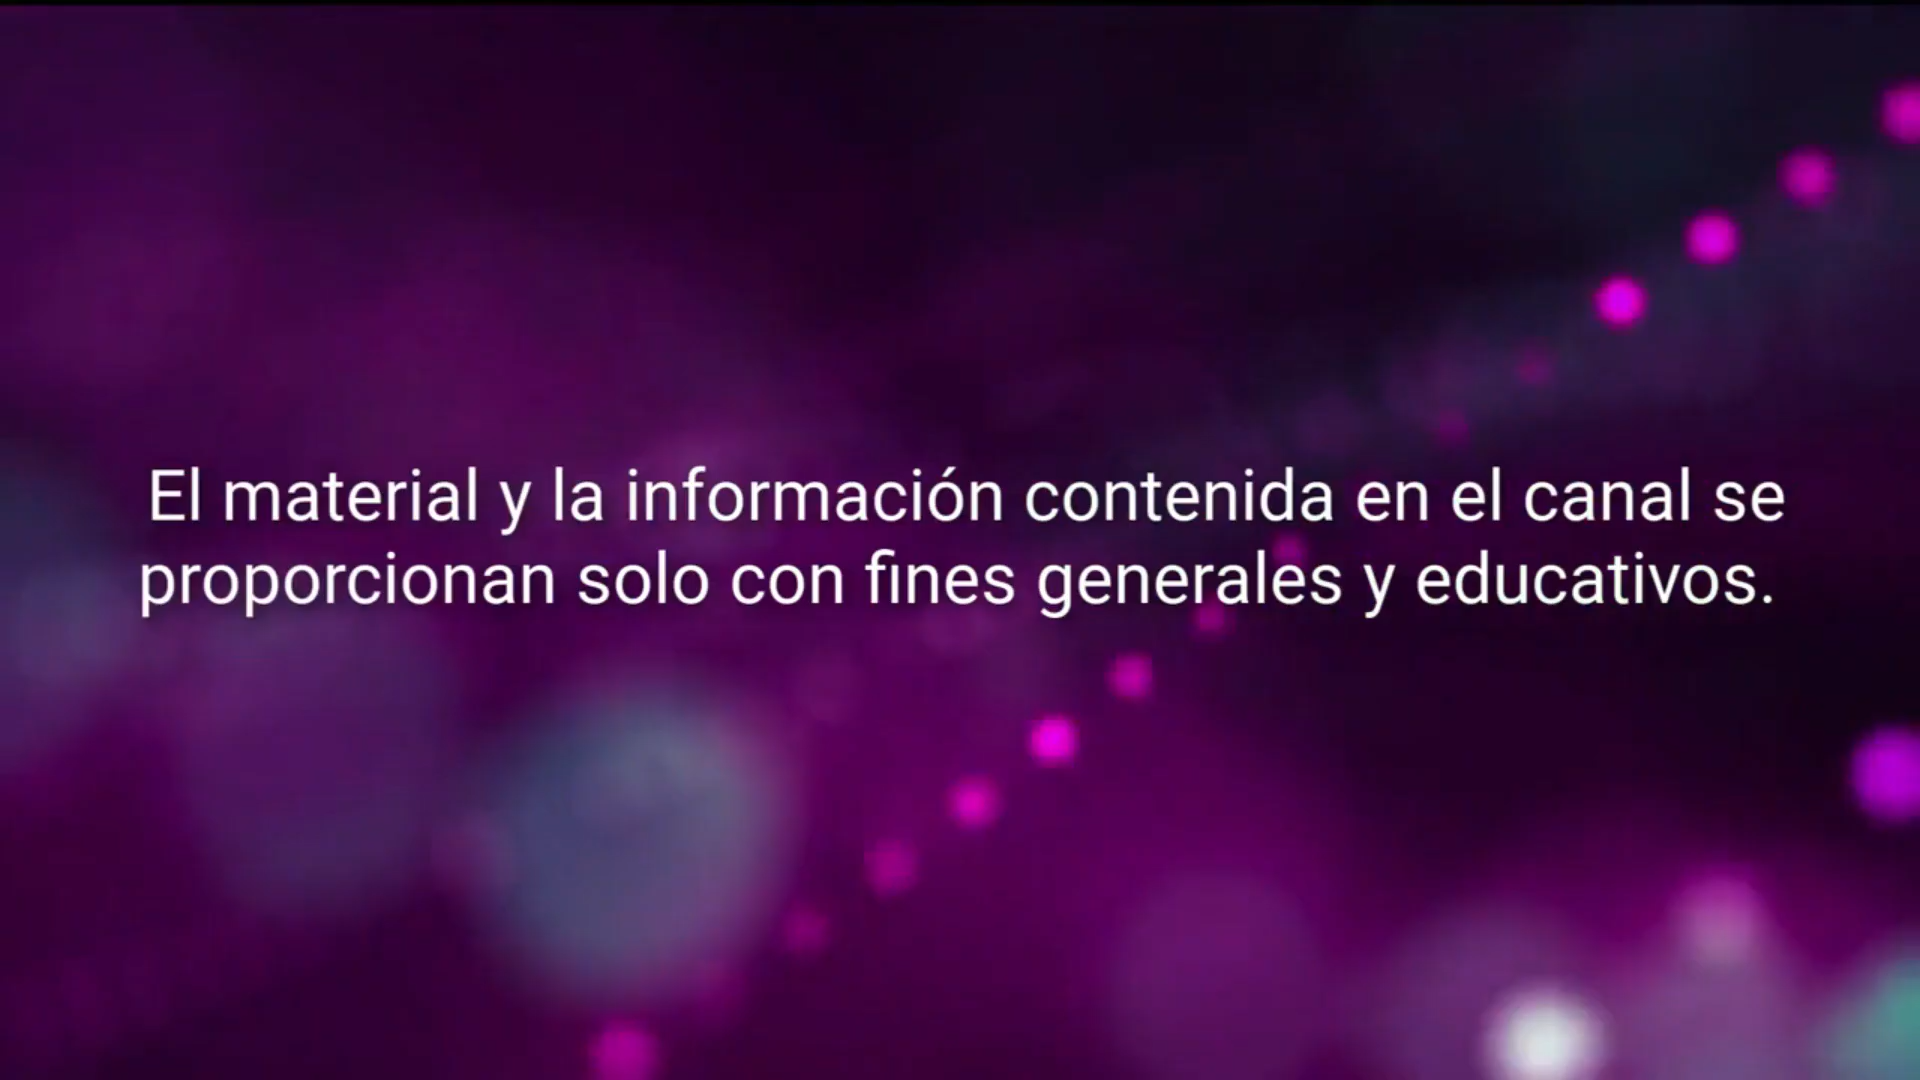 El material y la información contenida en el canal se
proporcionan solo con fines generales y educativos.